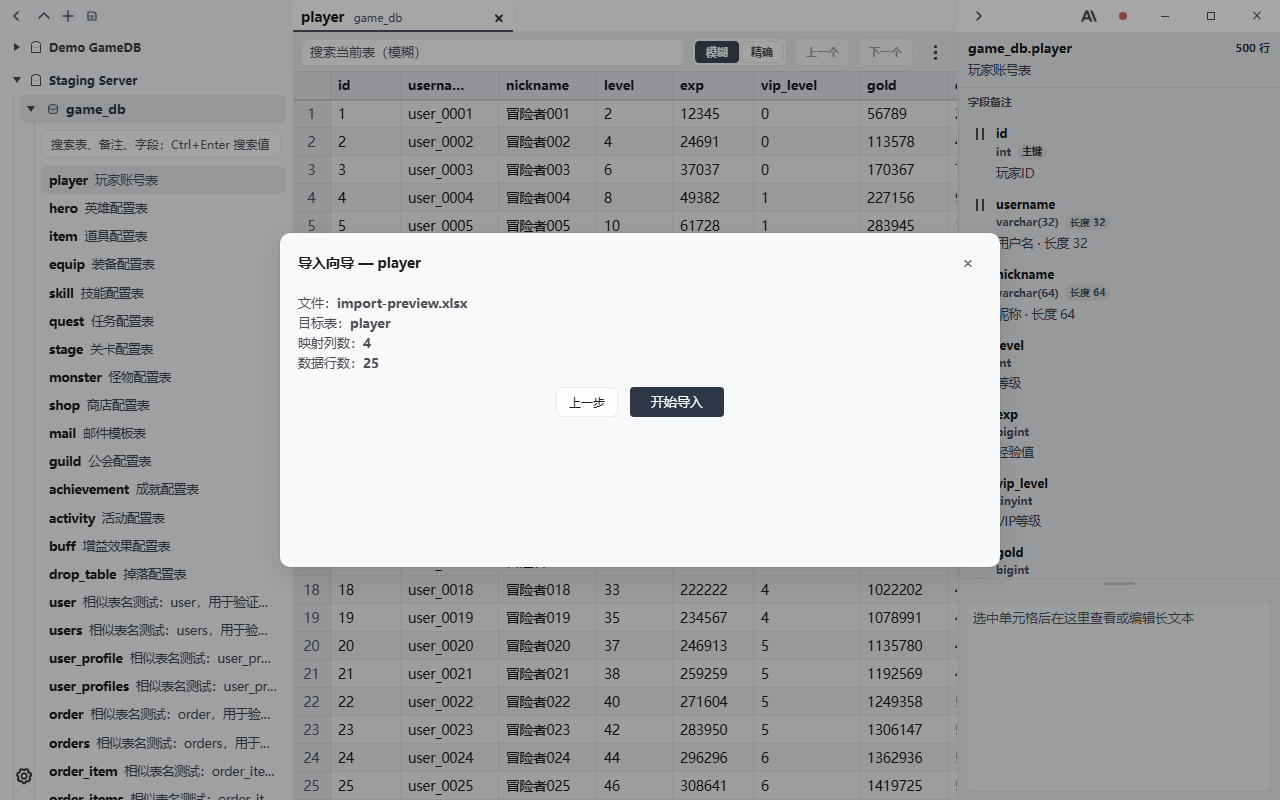 Demo GameDB
Staging Server
game_db
搜索表、备注、字段；Ctrl+Enter 搜索值
player 玩家账号表
hero 英雄配置表
item 道具配置表
equip 装备配置表
skill 技能配置表
quest 任务配置表
stage 关卡配置表
monster 怪物配置表
shop 商店配置表
mail 邮件模板表
guild 公会配置表
achievement 成就配置表
activity 活动配置表
buff 增益效果配置表
drop_table 掉落配置表
user 相似表名测试：user，用于验证...
users 相似表名测试：users，用于验...
user_profile 相似表名测试：user_pr...
user_profiles 相似表名测试：user_pr...
order 相似表名测试：order，用于验...
orders 相似表名测试：orders，用于...
order_item 相似表名测试：order_ite...
order_items 相似表名测试：order_it
player game_db
搜索当前表（模糊）
模糊 精确 上一个 下一个
id userna... nickname level exp vip_level gold
1 1 user_0001 冒险者001 2 12345 0 56789
2 2 user_0002 冒险者002 4 24691 0 113578
3 3 user_0003 冒险者003 6 37037 0 170367
4 4 user_0004 冒险者004 8 49382 1 227156
5 5 user_0005 冒险者005 10 61728 1 283945
导入向导 — player
文件：import-preview.xlsx
目标表：player
映射列数：4
数据行数：25
上一步 开始导入
18 18 user_0018 冒险者018 33 222222 4 1022202
19 19 user_0019 冒险者019 35 234567 4 1078991
20 20 user_0020 冒险者020 37 246913 5 1135780
21 21 user_0021 冒险者021 38 259259 5 1192569
22 22 user_0022 冒险者022 40 271604 5 1249358
23 23 user_0023 冒险者023 42 283950 5 1306147
24 24 user_0024 冒险者024 44 296296 6 1362936
25 25 user_0025 冒险者025 46 308641 6 1419725
game_db.player 500 行
玩家账号表
字段备注
id
int 主键
玩家ID
username
varchar(32) 长度 32
用户名 · 长度 32
nickname
varchar(64) 长度 64
昵称 · 长度 64
level
int
等级
exp
bigint
经验值
vip_level
tinyint
VIP等级
gold
bigint
选中单元格后在这里查看或编辑长文本